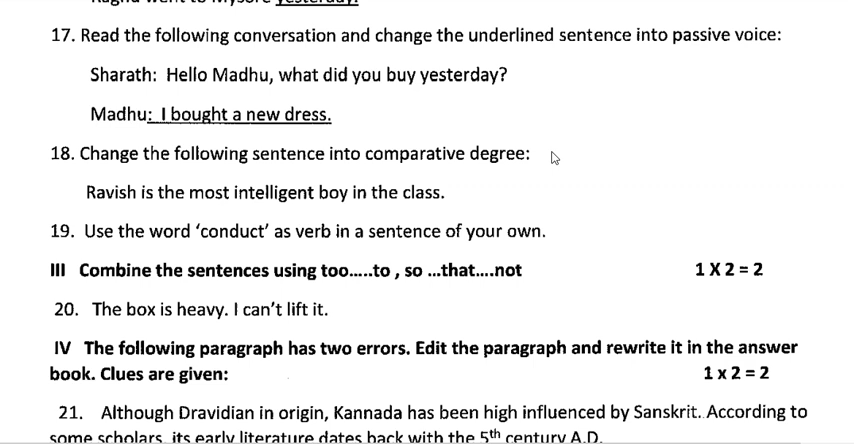 Raghu went to Mysore yesterday.
17. Read the following conversation and change the underlined sentence into passive voice:
Sharath: Hello Madhu, what did you buy yesterday?
Madhu: I bought a new dress.
18. Change the following sentence into comparative degree:
Ravish is the most intelligent boy in the class.
19. Use the word ‘conduct’ as verb in a sentence of your own.
III Combine the sentences using too.....to , so ...that....not 1 X 2 = 2
20. The box is heavy. I can’t lift it.
IV The following paragraph has two errors. Edit the paragraph and rewrite it in the answer
book. Clues are given: 1 x 2 = 2
21. Although Dravidian in origin, Kannada has been high influenced by Sanskrit. According to
some scholars, its early literature dates back with the 5th century A.D.